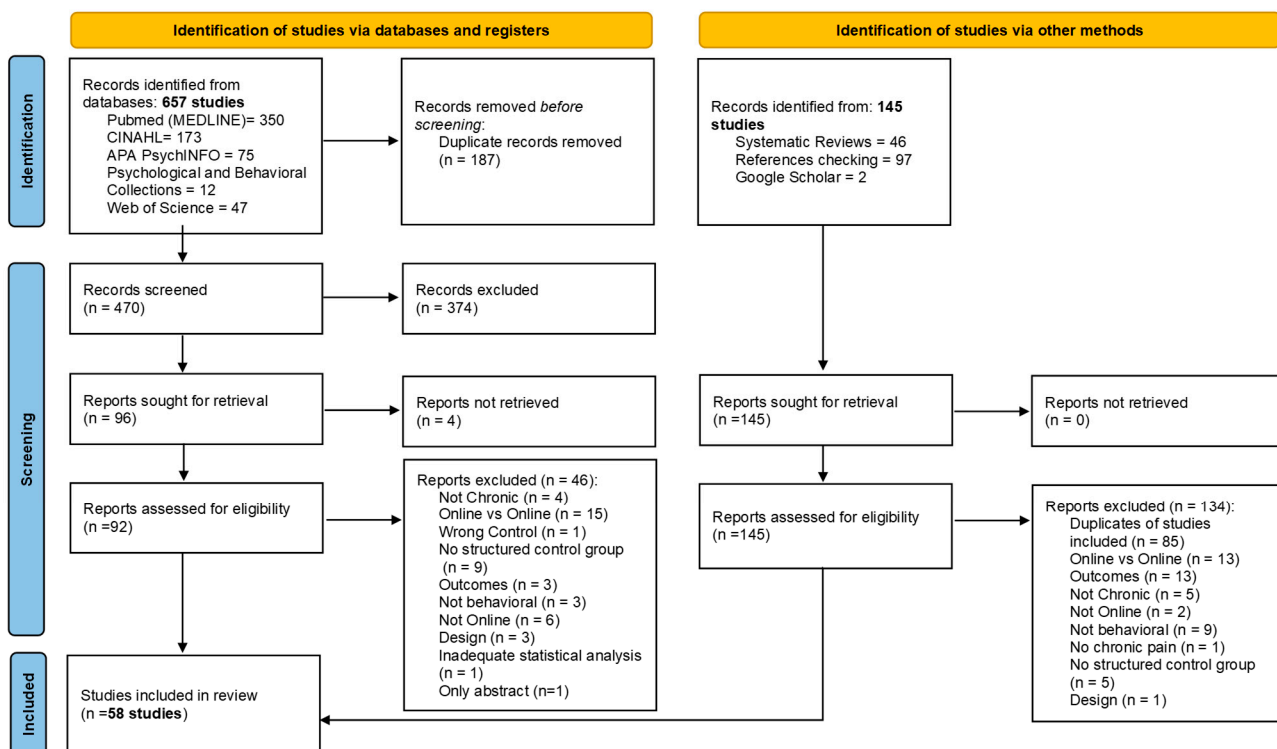 Identification of studies via databases and registers
Identification of studies via other methods
Identification
Records identified from
databases: 657 studies
Pubmed (MEDLINE)= 350
CINAHL= 173
APA PsychINFO = 75
Psychological and Behavioral
Collections = 12
Web of Science = 47
Records removed before
screening:
Duplicate records removed
(n = 187)
Records identified from: 145
studies
Systematic Reviews = 46
References checking = 97
Google Scholar = 2
Screening
Records screened
(n = 470)
Records excluded
(n = 374)
Reports sought for retrieval
(n = 96)
Reports not retrieved
(n = 4)
Reports sought for retrieval
(n =145)
Reports not retrieved
(n = 0)
Reports assessed for eligibility
(n =92)
Reports excluded (n = 46):
Not Chronic (n = 4)
Online vs Online (n = 15)
Wrong Control (n = 1)
No structured control group
(n = 9)
Outcomes (n = 3)
Not behavioral (n = 3)
Not Online (n = 6)
Design (n = 3)
Inadequate statistical analysis
(n = 1)
Only abstract (n=1)
Reports assessed for eligibility
(n =145)
Reports excluded (n = 134):
Duplicates of studies
included (n = 85)
Online vs Online (n = 13)
Outcomes (n = 13)
Not Chronic (n = 5)
Not Online (n = 2)
Not behavioral (n = 9)
No chronic pain (n = 1)
No structured control group
(n = 5)
Design (n = 1)
Included
Studies included in review
(n =58 studies)